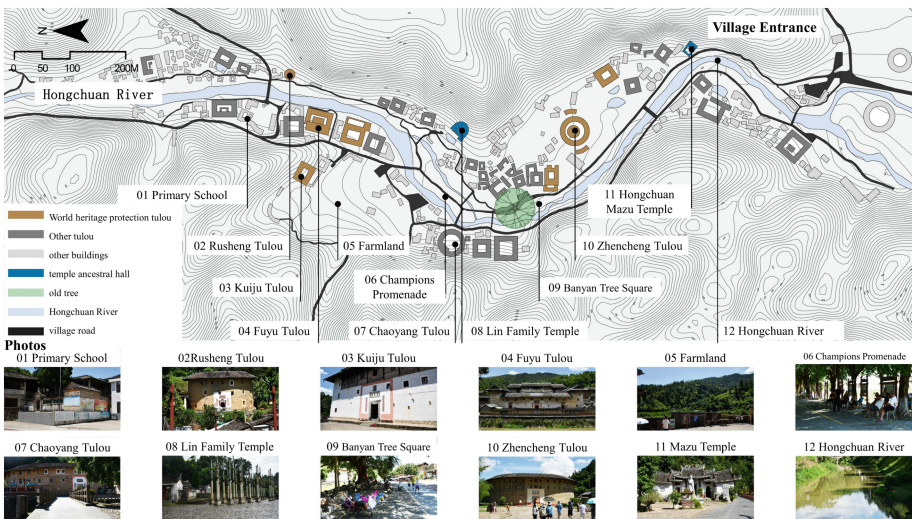 N
Village Entrance
0 50 100 200M
Hongchuan River
01 Primary School
11 Hongchuan
Mazu Temple
World heritage protection tulou
Other tulou
other buildings
temple ancestral hall
old tree
Hongchuan River
village road
02 Rusheng Tulou
05 Farmland
10 Zhencheng Tulou
03 Kuiju Tulou
06 Champions
Promenade
09 Banyan Tree Square
04 Fuyu Tulou
07 Chaoyang Tulou
08 Lin Family Temple
12 Hongchuan River
Photos
01 Primary School
02Rusheng Tulou
03 Kuiju Tulou
04 Fuyu Tulou
05 Farmland
06 Champions Promenade
07 Chaoyang Tulou
08 Lin Family Temple
09 Banyan Tree Square
10 Zhencheng Tulou
11 Mazu Temple
12 Hongchuan River